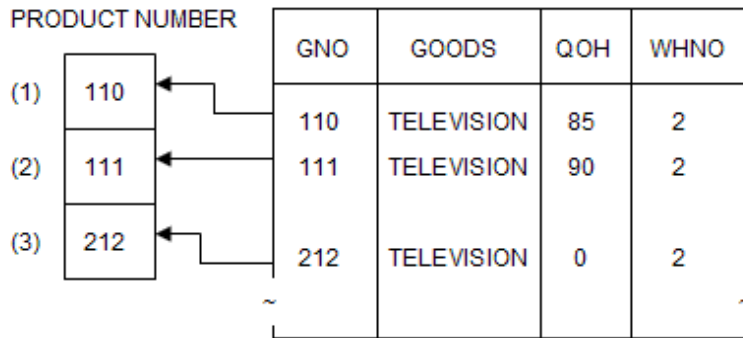 PRODUCT NUMBER
GNO GOODS QOH WHNO
(1) 110
110 TELEVISION 85 2
(2) 111
111 TELEVISION 90 2
(3) 212
212 TELEVISION 0 2
~ ~